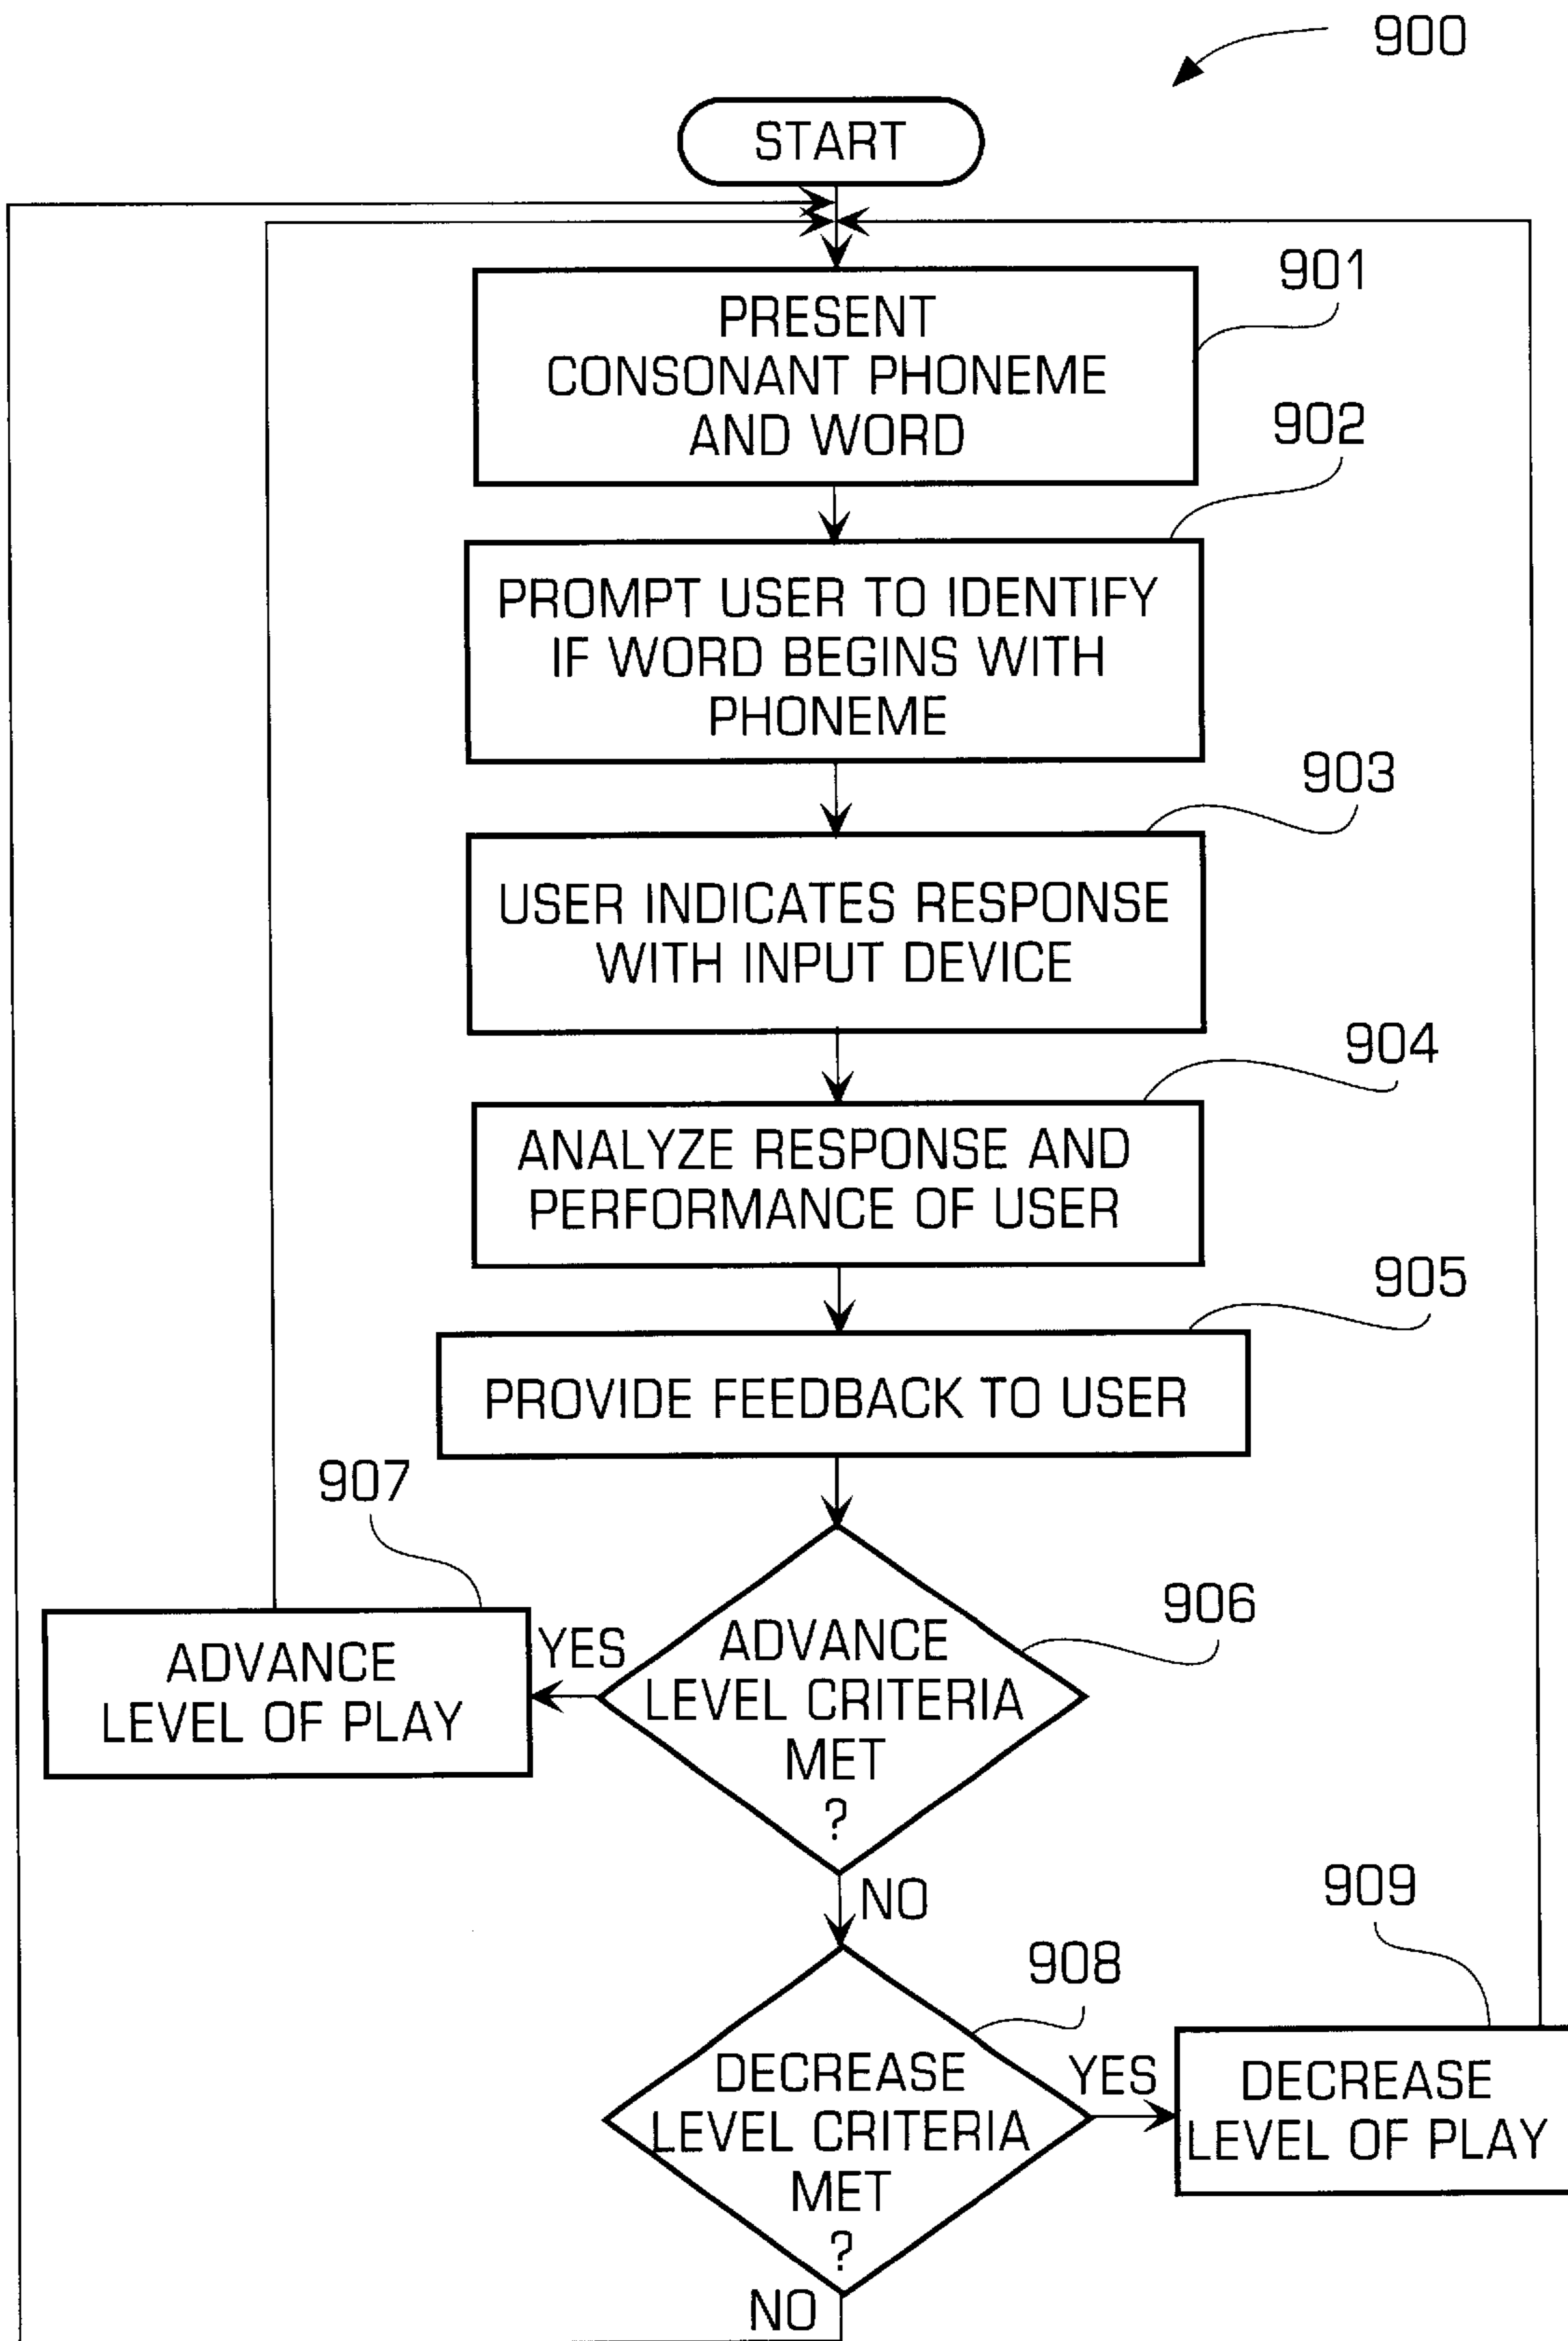 900
START
901
PRESENT
CONSONANT PHONEME
AND WORD
902
PROMPT USER TO IDENTIFY
IF WORD BEGINS WITH
PHONEME
903
USER INDICATES RESPONSE
WITH INPUT DEVICE
904
ANALYZE RESPONSE AND
PERFORMANCE OF USER
905
PROVIDE FEEDBACK TO USER
906
ADVANCE
LEVEL CRITERIA
MET
?
YES
907
ADVANCE
LEVEL OF PLAY
NO
908
DECREASE
LEVEL CRITERIA
MET
?
YES
909
DECREASE
LEVEL OF PLAY
NO